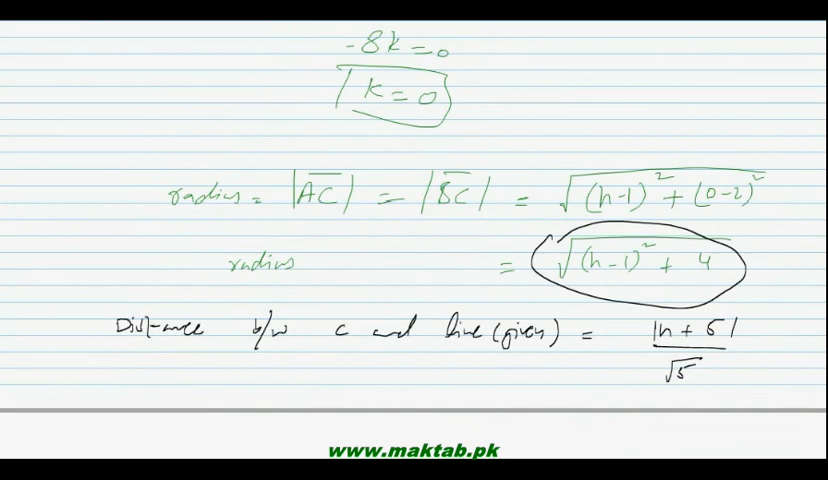 -8k = 0
k = 0
radius = |AC| = |BC| = √(h-1)² + (0-2)²
radius = √(h-1)² + 4
Distance b/w c and line (given) = |h + 5| / √5
www.maktab.pk